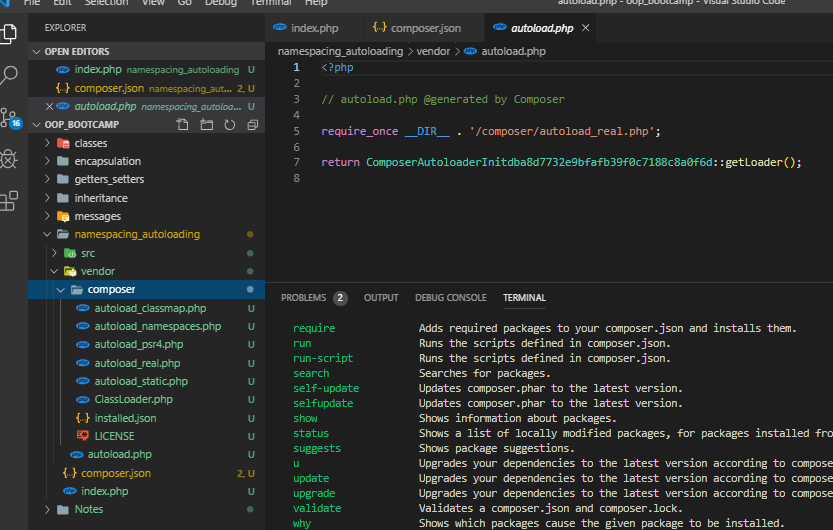 File Edit Selection View Go Debug Terminal Help
autoload.php - oop_bootcamp - Visual Studio Code
EXPLORER
OPEN EDITORS
index.php namespacing_autoloading U
composer.json namespacing_aut... 2, U
autoload.php namespacing_autoloa... U
OOP_BOOTCAMP
16
classes
encapsulation
getters_setters
inheritance
messages
namespacing_autoloading
src
vendor
composer
autoload_classmap.php U
autoload_namespaces.php U
autoload_psr4.php U
autoload_real.php U
autoload_static.php U
ClassLoader.php U
installed.json U
LICENSE U
autoload.php U
composer.json 2, U
index.php U
Notes
index.php
composer.json
autoload.php
namespacing_autoloading > vendor > autoload.php
1 <?php
2
3 // autoload.php @generated by Composer
4
5 require_once __DIR__ . '/composer/autoload_real.php';
6
7 return ComposerAutoloaderInitdba8d7732e9bfafb39f0c7188c8a0f6d::getLoader();
8
PROBLEMS 2 OUTPUT DEBUG CONSOLE TERMINAL
require Adds required packages to your composer.json and installs them.
run Runs the scripts defined in composer.json.
run-script Runs the scripts defined in composer.json.
search Searches for packages.
self-update Updates composer.phar to the latest version.
selfupdate Updates composer.phar to the latest version.
show Shows information about packages.
status Shows a list of locally modified packages, for packages installed fro
suggests Shows package suggestions.
u Upgrades your dependencies to the latest version according to compose
update Upgrades your dependencies to the latest version according to compose
upgrade Upgrades your dependencies to the latest version according to compose
validate Validates a composer.json and composer.lock.
why Shows which packages cause the given package to be installed.